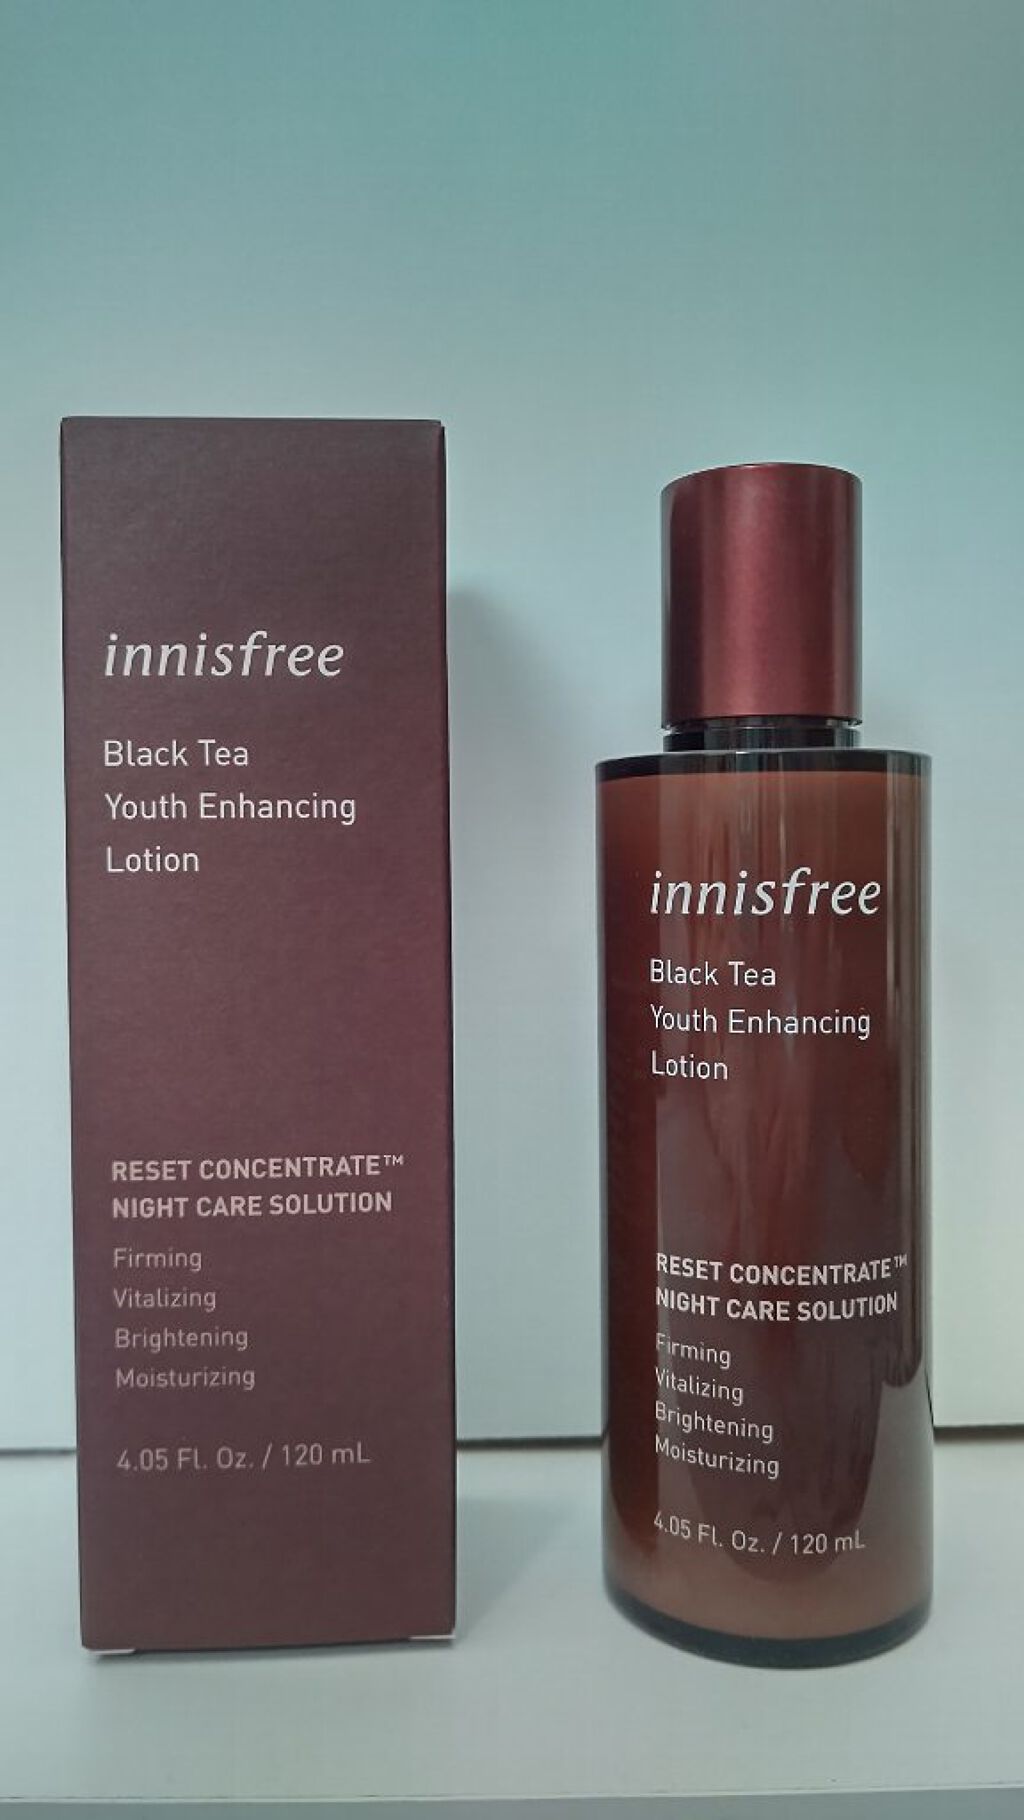 innisfree
Black Tea
Youth Enhancing
Lotion
RESET CONCENTRATE™
NIGHT CARE SOLUTION
Firming
Vitalizing
Brightening
Moisturizing
4.05 Fl. Oz. / 120 mL
innisfree
Black Tea
Youth Enhancing
Lotion
RESET CONCENTRATE™
NIGHT CARE SOLUTION
Firming
Vitalizing
Brightening
Moisturizing
4.05 Fl. Oz. / 120 mL